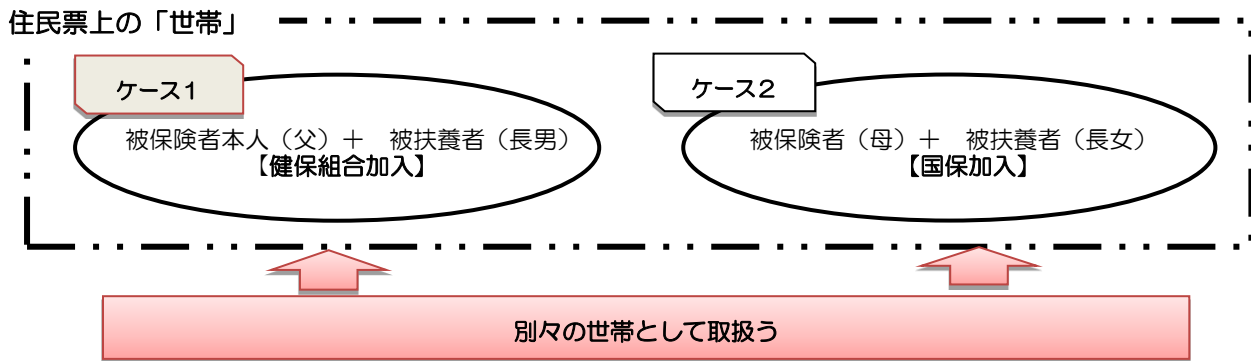 住民票上の「世帯」
ケース1
被保険者本人（父）＋　被扶養者（長男）
【健保組合加入】
ケース2
被保険者（母）＋　被扶養者（長女）
【国保加入】
別々の世帯として取扱う